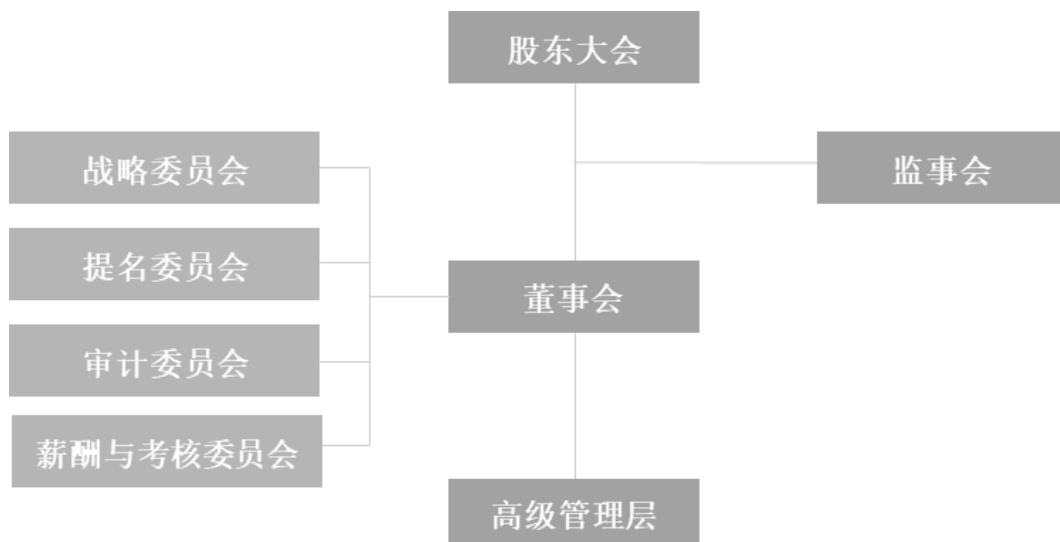 股东大会
战略委员会
监事会
提名委员会
董事会
审计委员会
薪酬与考核委员会
高级管理层